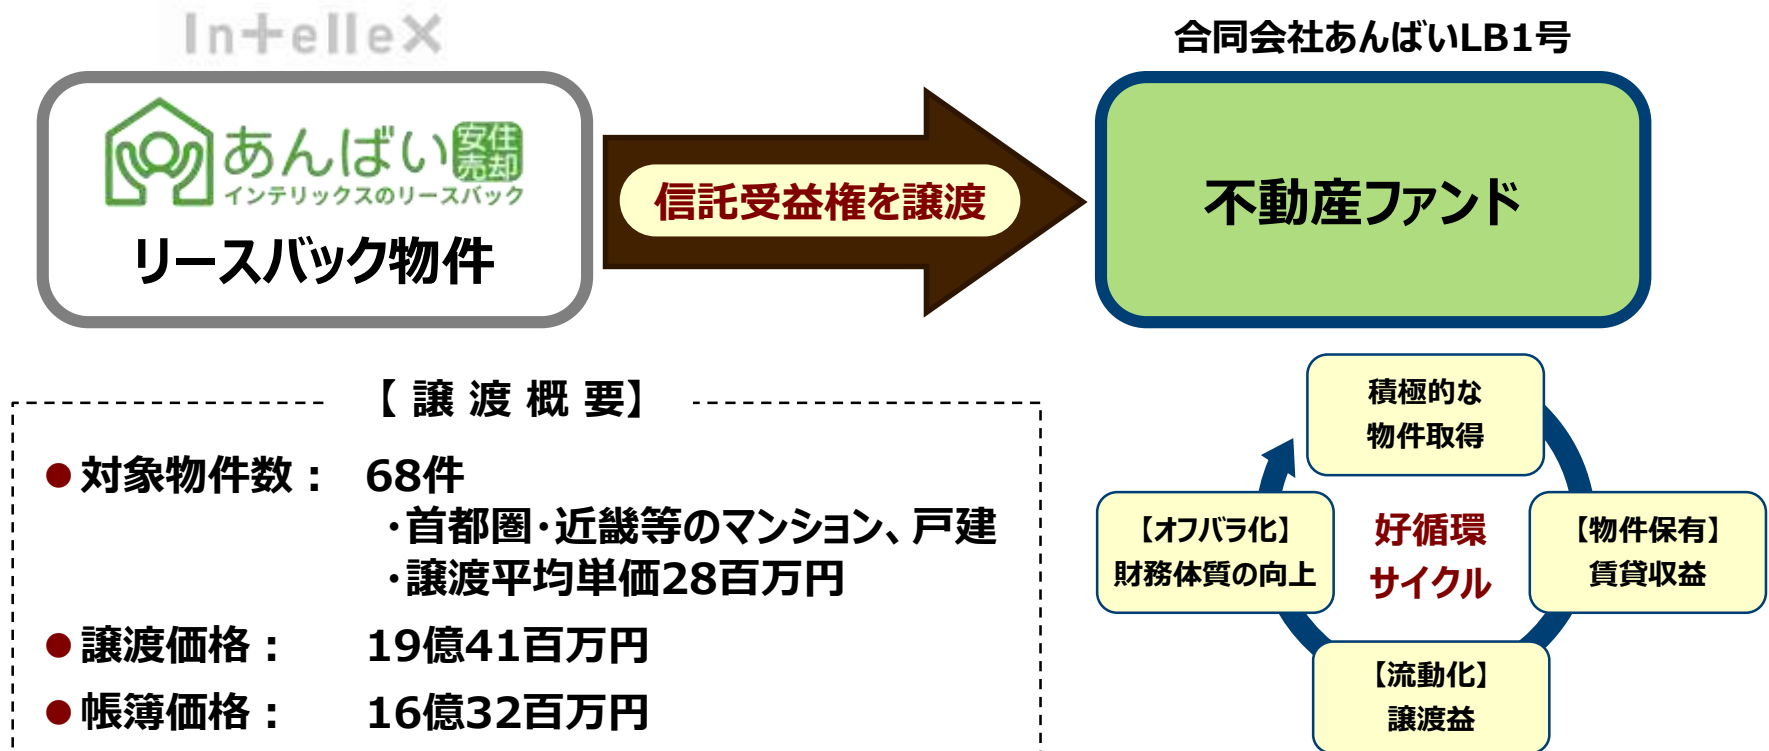 In+elleX
合同会社あんばいLB1号
あんばい 安住売却
インテリックスのリースバック
リースバック物件
信託受益権を譲渡
不動産ファンド
【 譲 渡 概 要】
●対象物件数： 68件
・首都圏・近畿等のマンション、戸建
・譲渡平均単価28百万円
●譲渡価格： 19億41百万円
●帳簿価格： 16億32百万円
積極的な
物件取得
【物件保有】
賃貸収益
【流動化】
譲渡益
【オフバラ化】
財務体質の向上
好循環
サイクル